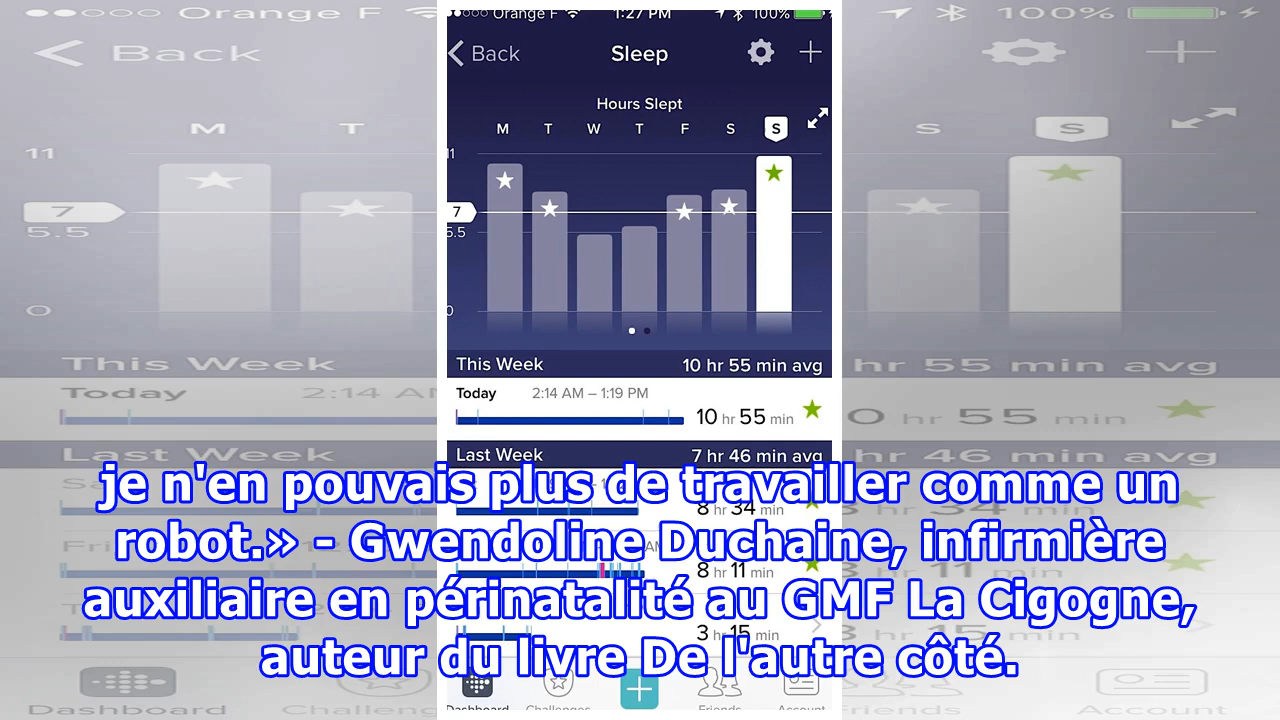 Orange F 1:27 PM 100%
Back Sleep
Hours Slept
M T W T F S S
11
7
5.5
0
This Week 10 hr 55 min avg
Today 2:14 AM – 1:19 PM 10 hr 55 min
Last Week 7 hr 46 min avg
8 hr 34 min
je n'en pouvais plus de travailler comme un
robot.» - Gwendoline Duchaine, infirmière
8 hr 11 min
auxiliaire en périnatalité au GMF La Cigogne,
3 hr 15 min
auteur du livre De l'autre côté.
Dashboard Challenges Friends Account